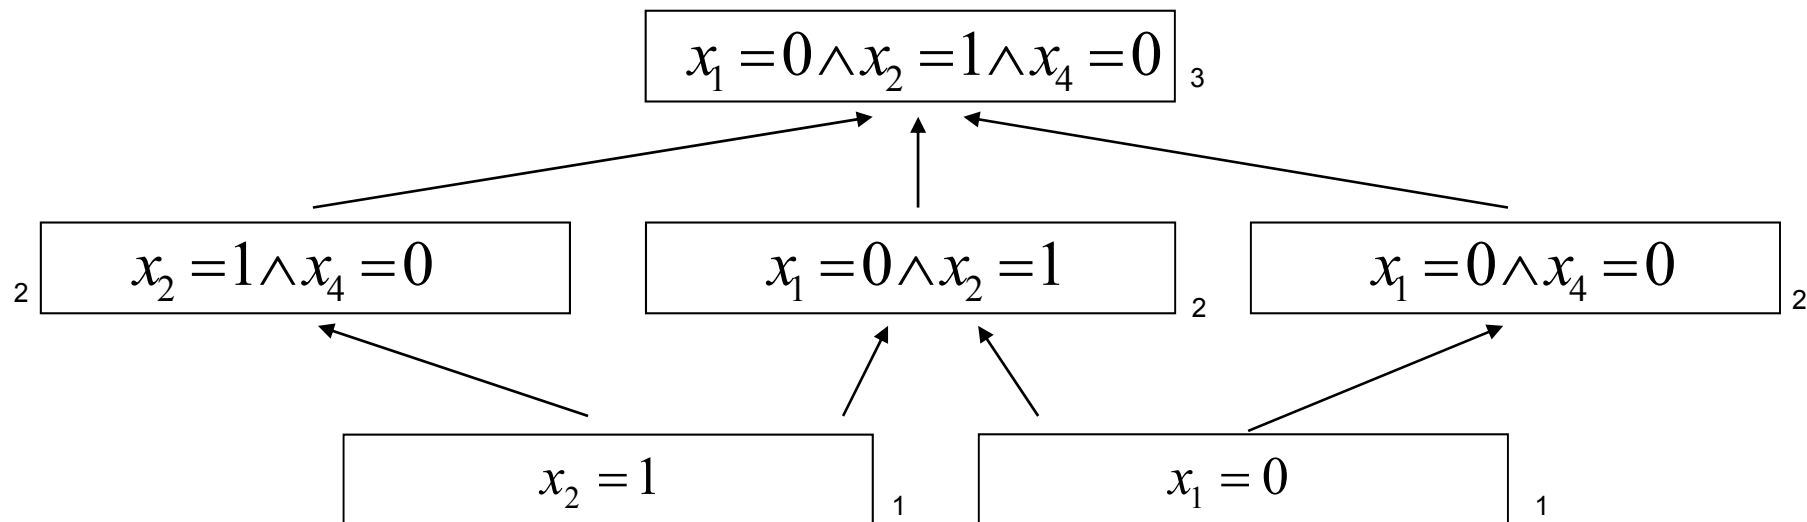 x₁ = 0 ∧ x₂ = 1 ∧ x₄ = 0 3
2 x₂ = 1 ∧ x₄ = 0
x₁ = 0 ∧ x₂ = 1 2
x₁ = 0 ∧ x₄ = 0 2
x₂ = 1 1
x₁ = 0 1